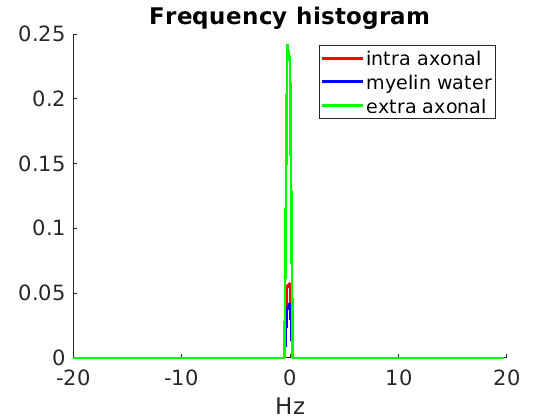 Frequency histogram
0.25
0.2
0.15
0.1
0.05
0
intra axonal
myelin water
extra axonal
-20 -10 0 10 20
Hz